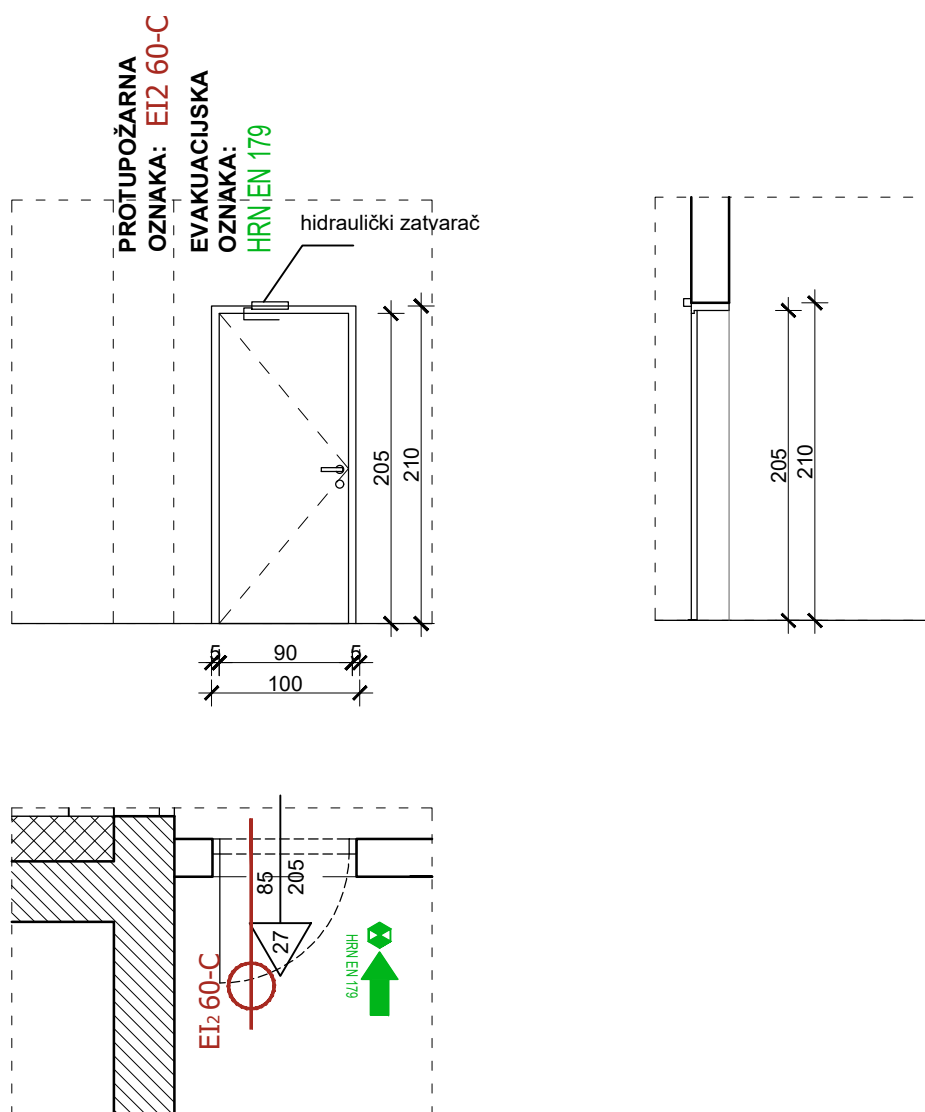 PROTUPOŽARNA
OZNAKA: EI2 60-C
EVAKUACIJSKA
OZNAKA:
HRN EN 179
hidraulički zatvarač
205
210
5 90 5
100
205
210
85
205
27
EI₂ 60-C
HRN EN 179